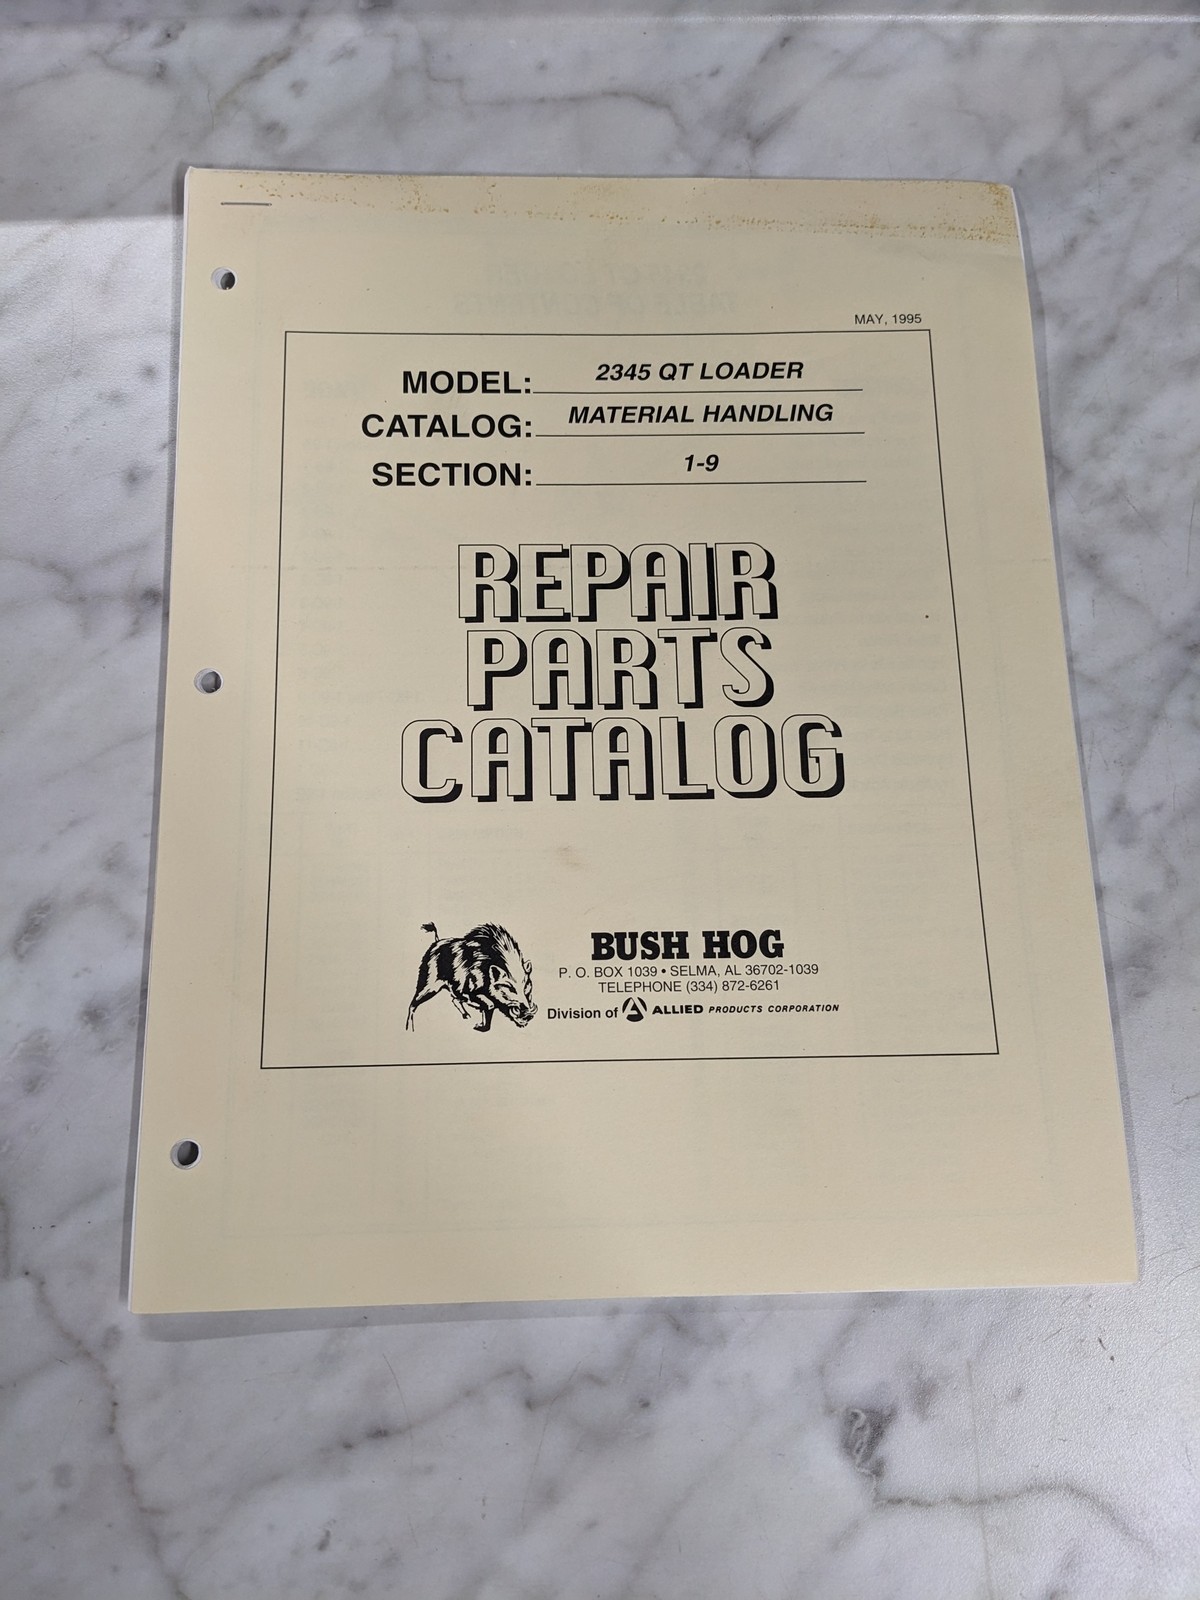 MAY, 1995
MODEL: 2345 QT LOADER
CATALOG: MATERIAL HANDLING
SECTION: 1-9
REPAIR
PARTS
CATALOG
BUSH HOG
P. O. BOX 1039 • SELMA, AL 36702-1039
TELEPHONE (334) 872-6261
Division of ALLIED PRODUCTS CORPORATION